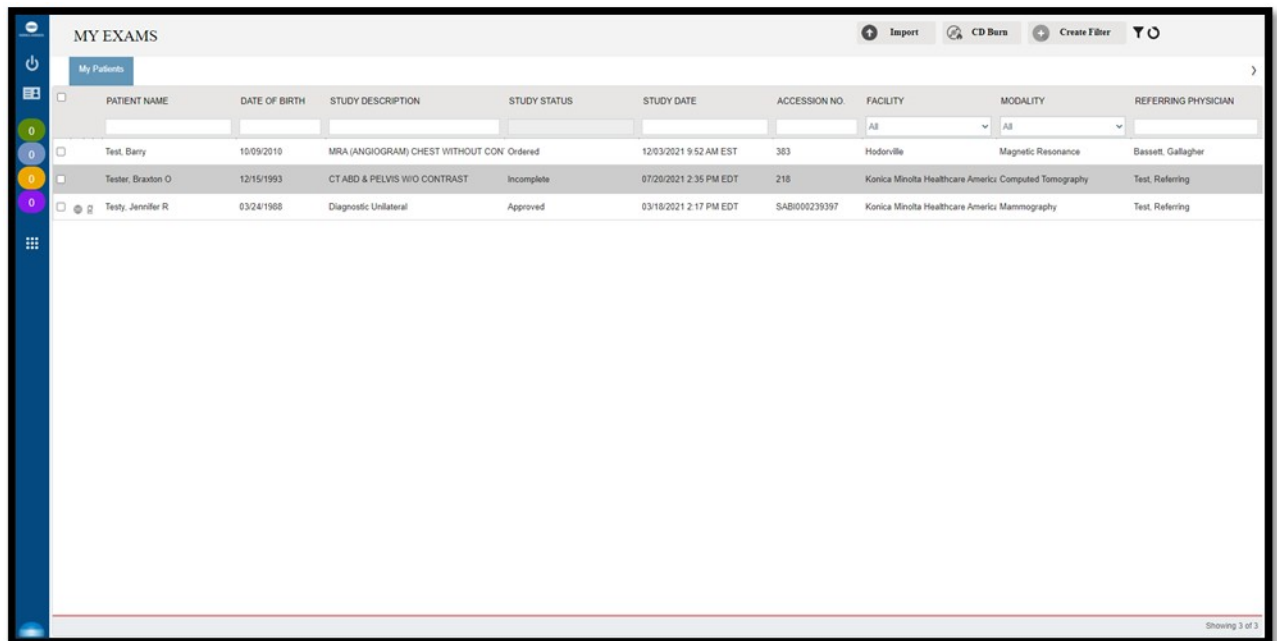 MY EXAMS Import CD Burn Create Filter
My Patients
PATIENT NAME DATE OF BIRTH STUDY DESCRIPTION STUDY STATUS STUDY DATE ACCESSION NO. FACILITY MODALITY REFERRING PHYSICIAN
All All
0
Test, Barry 10/09/2010 MRA (ANGIOGRAM) CHEST WITHOUT CON Ordered 12/03/2021 9:52 AM EST 383 Hodorville Magnetic Resonance Bassett, Gallagher
0
0 Tester, Braxton O 12/15/1993 CT ABD & PELVIS W/O CONTRAST Incomplete 07/20/2021 2:35 PM EDT 218 Konica Minolta Healthcare America Computed Tomography Test, Referring
0 Testy, Jennifer R 03/24/1988 Diagnostic Unilateral Approved 03/18/2021 2:17 PM EDT SABI000239397 Konica Minolta Healthcare America Mammography Test, Referring
Showing 3 of 3